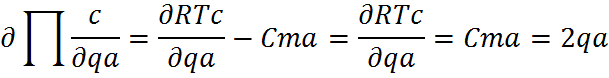 ∂∏ c/∂qa = ∂RTc/∂qa − Cma = ∂RTc/∂qa = Cma = 2qa